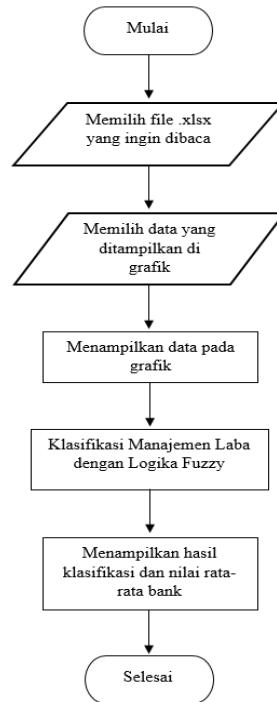 Mulai
Memilih file .xlsx
yang ingin dibaca
Memilih data yang
ditampilkan di
grafik
Menampilkan data pada
grafik
Klasifikasi Manajemen Laba
dengan Logika Fuzzy
Menampilkan hasil
klasifikasi dan nilai rata-
rata bank
Selesai